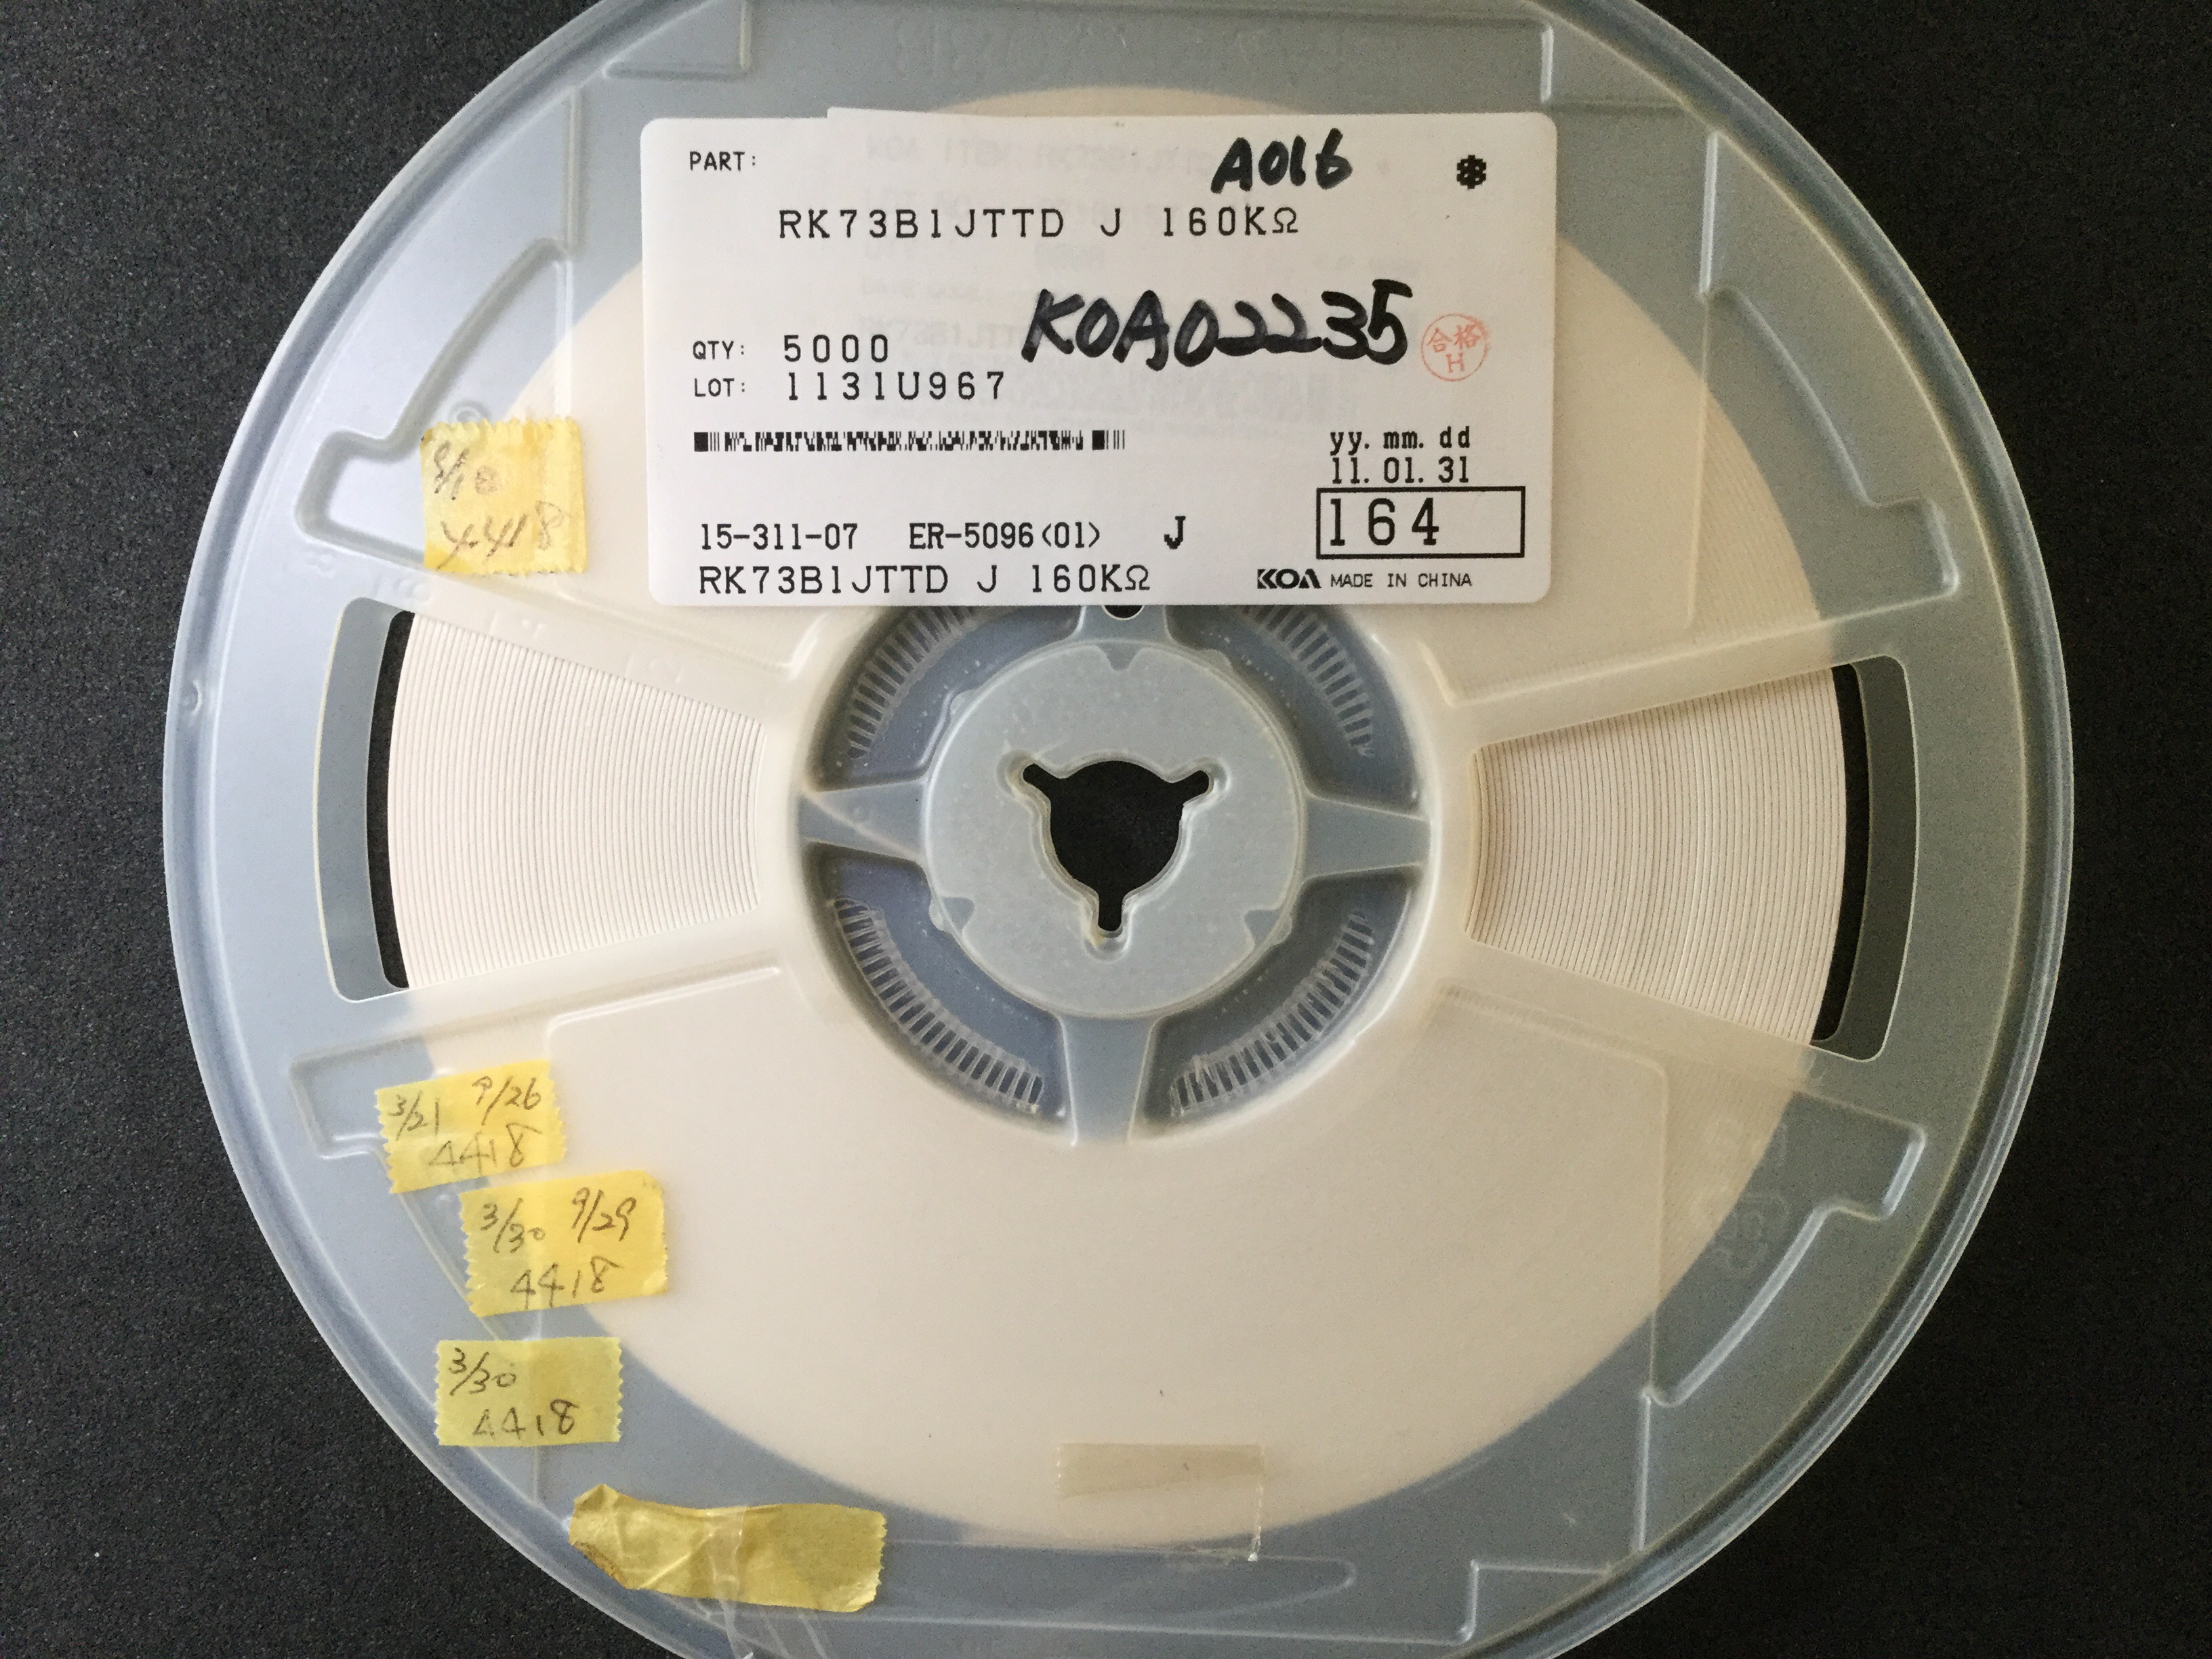 PART:
A016
✽
RK73B1JTTD J 160KΩ
KOA02235
合格
H
QTY: 5000
LOT: 1131U967
yy. mm. dd
11. 01. 31
164
15-311-07 ER-5096(01) J
RK73B1JTTD J 160KΩ
KOA MADE IN CHINA
4418
3/21 9/26
4418
3/30 9/29
4418
3/30
4418